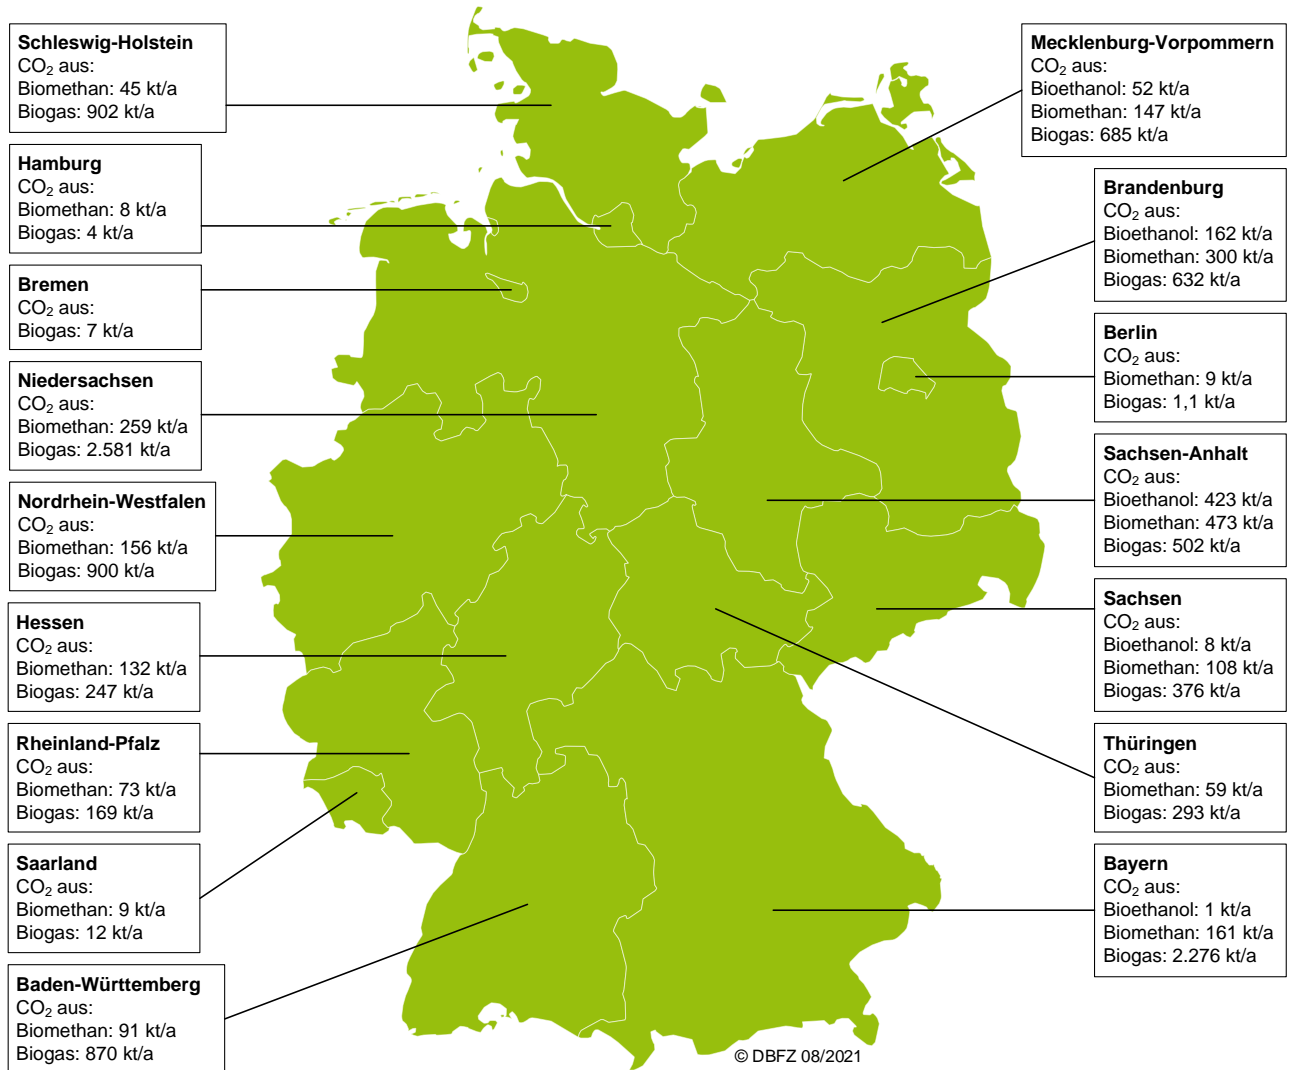 Schleswig-Holstein
CO₂ aus:
Biomethan: 45 kt/a
Biogas: 902 kt/a
Hamburg
CO₂ aus:
Biomethan: 8 kt/a
Biogas: 4 kt/a
Bremen
CO₂ aus:
Biogas: 7 kt/a
Niedersachsen
CO₂ aus:
Biomethan: 259 kt/a
Biogas: 2.581 kt/a
Nordrhein-Westfalen
CO₂ aus:
Biomethan: 156 kt/a
Biogas: 900 kt/a
Hessen
CO₂ aus:
Biomethan: 132 kt/a
Biogas: 247 kt/a
Rheinland-Pfalz
CO₂ aus:
Biomethan: 73 kt/a
Biogas: 169 kt/a
Saarland
CO₂ aus:
Biomethan: 9 kt/a
Biogas: 12 kt/a
Baden-Württemberg
CO₂ aus:
Biomethan: 91 kt/a
Biogas: 870 kt/a
Mecklenburg-Vorpommern
CO₂ aus:
Bioethanol: 52 kt/a
Biomethan: 147 kt/a
Biogas: 685 kt/a
Brandenburg
CO₂ aus:
Bioethanol: 162 kt/a
Biomethan: 300 kt/a
Biogas: 632 kt/a
Berlin
CO₂ aus:
Biomethan: 9 kt/a
Biogas: 1,1 kt/a
Sachsen-Anhalt
CO₂ aus:
Bioethanol: 423 kt/a
Biomethan: 473 kt/a
Biogas: 502 kt/a
Sachsen
CO₂ aus:
Bioethanol: 8 kt/a
Biomethan: 108 kt/a
Biogas: 376 kt/a
Thüringen
CO₂ aus:
Biomethan: 59 kt/a
Biogas: 293 kt/a
Bayern
CO₂ aus:
Bioethanol: 1 kt/a
Biomethan: 161 kt/a
Biogas: 2.276 kt/a
© DBFZ 08/2021